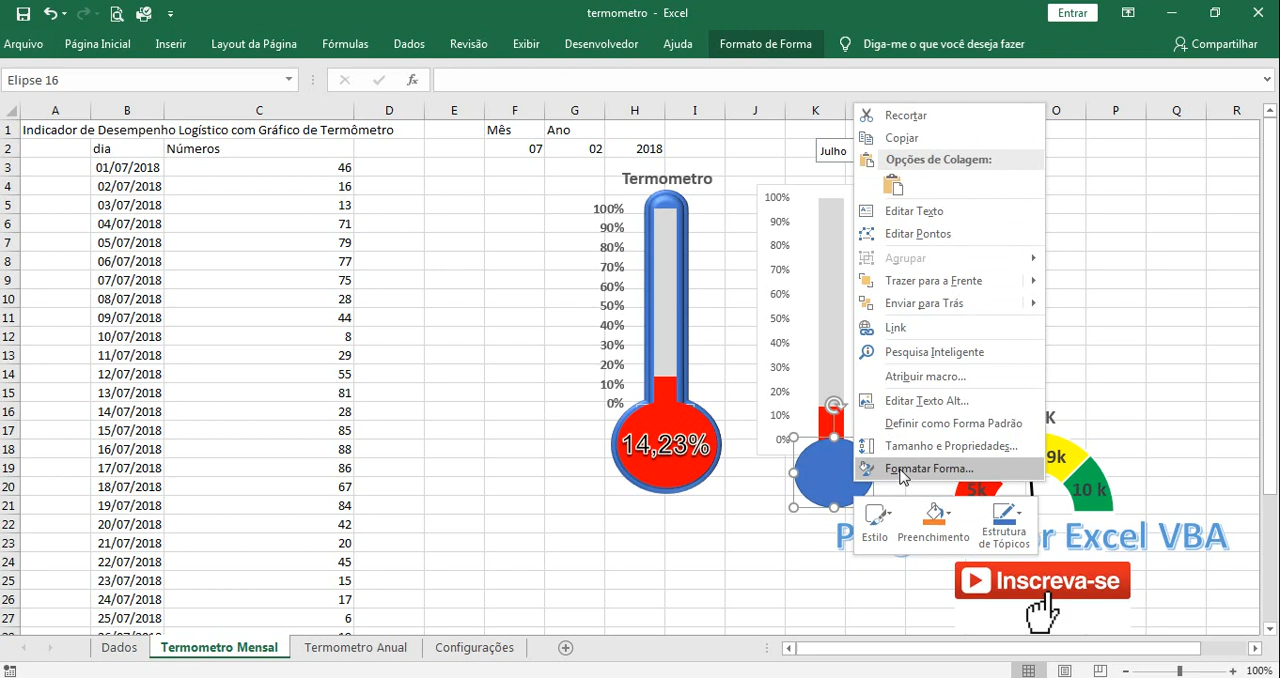 termometro - Excel
Entrar
Arquivo Página Inicial Inserir Layout da Página Fórmulas Dados Revisão Exibir Desenvolvedor Ajuda Formato de Forma Diga-me o que você deseja fazer Compartilhar
Elipse 16
fx
A B C D E F G H I J K O P Q R
1 Indicador de Desempenho Logístico com Gráfico de Termômetro Mês Ano
2 dia Números 07 02 2018 Julho
3 01/07/2018 46
4 02/07/2018 16
5 03/07/2018 13
6 04/07/2018 71
7 05/07/2018 79
8 06/07/2018 77
9 07/07/2018 75
10 08/07/2018 28
11 09/07/2018 44
12 10/07/2018 8
13 11/07/2018 29
14 12/07/2018 55
15 13/07/2018 81
16 14/07/2018 28
17 15/07/2018 85
18 16/07/2018 88
19 17/07/2018 86
20 18/07/2018 67
21 19/07/2018 84
22 20/07/2018 42
23 21/07/2018 20
24 22/07/2018 45
25 23/07/2018 15
26 24/07/2018 17
27 25/07/2018 6
Termometro
100%
90%
80%
70%
60%
50%
40%
30%
20%
10%
0%
14,23%
100%
90%
80%
70%
60%
50%
40%
30%
20%
10%
0%
Recortar
Copiar
Opções de Colagem:
Editar Texto
Editar Pontos
Agrupar
Trazer para a Frente
Enviar para Trás
Link
Pesquisa Inteligente
Atribuir macro...
Editar Texto Alt...
Definir como Forma Padrão
Tamanho e Propriedades...
Formatar Forma...
Estilo Preenchimento Estrutura de Tópicos
K
9k
5k
10 k
Excel VBA
Inscreva-se
Dados Termometro Mensal Termometro Anual Configurações
100%